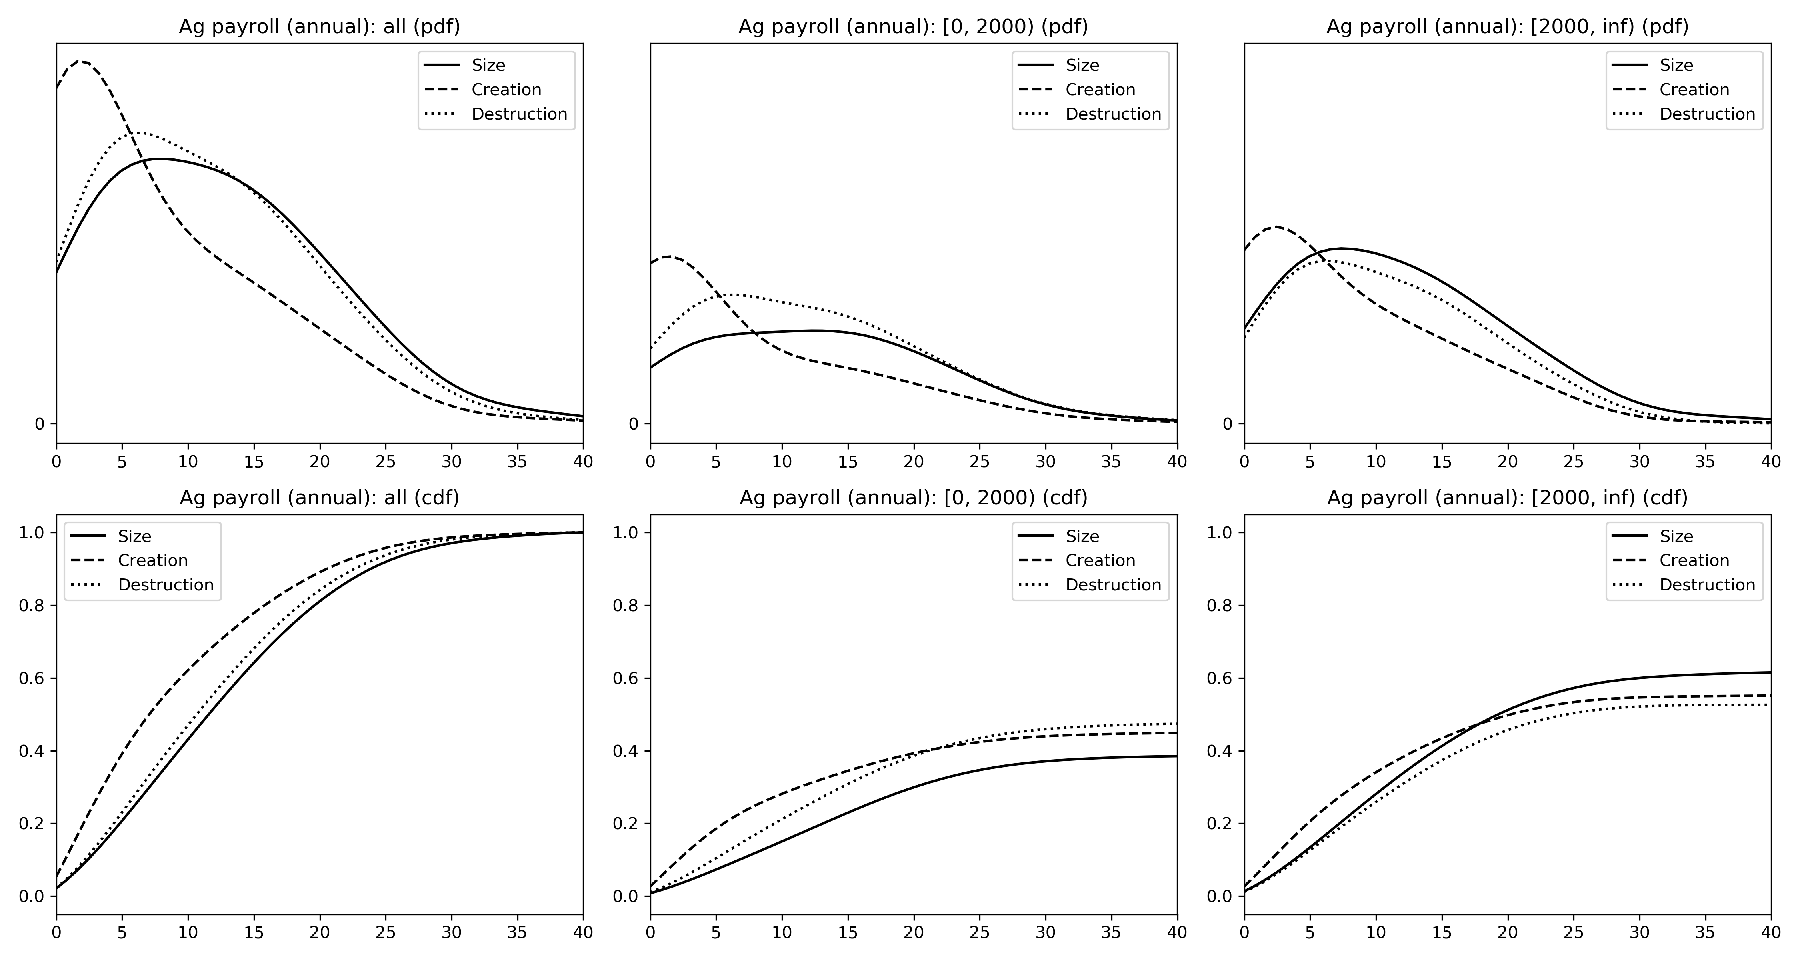 Ag payroll (annual): all (pdf)
Size
Creation
Destruction
0
0 5 10 15 20 25 30 35 40
Ag payroll (annual): [0, 2000) (pdf)
Size
Creation
Destruction
0
0 5 10 15 20 25 30 35 40
Ag payroll (annual): [2000, inf) (pdf)
Size
Creation
Destruction
0
0 5 10 15 20 25 30 35 40
Ag payroll (annual): all (cdf)
Size
Creation
Destruction
1.0
0.8
0.6
0.4
0.2
0.0
0 5 10 15 20 25 30 35 40
Ag payroll (annual): [0, 2000) (cdf)
Size
Creation
Destruction
1.0
0.8
0.6
0.4
0.2
0.0
0 5 10 15 20 25 30 35 40
Ag payroll (annual): [2000, inf) (cdf)
Size
Creation
Destruction
1.0
0.8
0.6
0.4
0.2
0.0
0 5 10 15 20 25 30 35 40